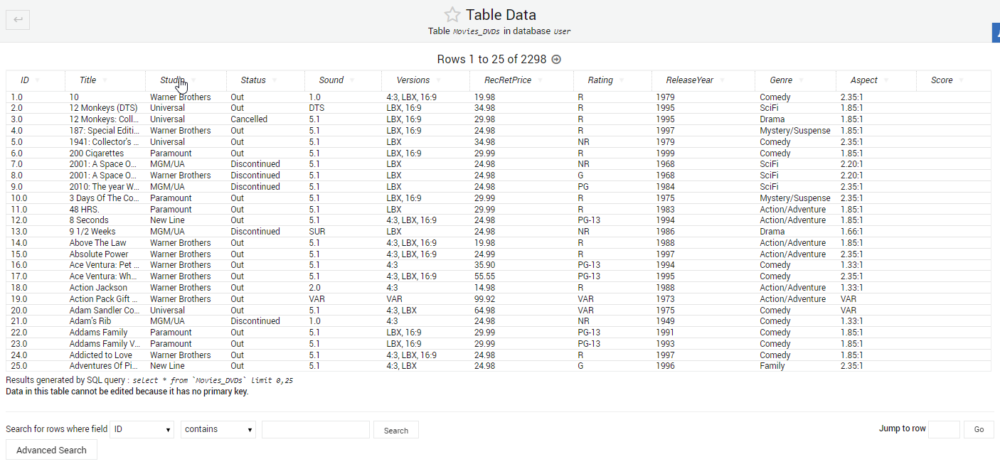 Table Data
Table Movies_DVDs in database User
Rows 1 to 25 of 2298
ID Title Studio Status Sound Versions RecRetPrice Rating ReleaseYear Genre Aspect Score
1.0 10 Warner Brothers Out 1.0 4:3, LBX, 16:9 19.98 R 1979 Comedy 2.35:1
2.0 12 Monkeys (DTS) Universal Out DTS LBX, 16:9 34.98 R 1995 SciFi 1.85:1
3.0 12 Monkeys: Coll... Universal Cancelled 5.1 LBX, 16:9 29.98 R 1995 Drama 1.85:1
4.0 187: Special Editi... Warner Brothers Out 5.1 LBX, 16:9 24.98 R 1997 Mystery/Suspense 1.85:1
5.0 1941: Collector's ... Universal Out 5.1 LBX 34.98 NR 1979 Comedy 2.35:1
6.0 200 Cigarettes Paramount Out 5.1 LBX, 16:9 29.99 R 1999 Comedy 1.85:1
7.0 2001: A Space O... MGM/UA Discontinued 5.1 LBX 24.98 NR 1968 SciFi 2.20:1
8.0 2001: A Space O... Warner Brothers Discontinued 5.1 LBX 24.98 G 1968 SciFi 2.20:1
9.0 2010: The year W... MGM/UA Discontinued 5.1 LBX 24.98 PG 1984 SciFi 2.35:1
10.0 3 Days Of The Co... Paramount Out 5.1 LBX, 16:9 29.99 R 1975 Mystery/Suspense 2.35:1
11.0 48 HRS. Paramount Out 5.1 LBX 29.99 R 1983 Action/Adventure 1.85:1
12.0 8 Seconds New Line Out 5.1 4:3, LBX, 16:9 24.98 PG-13 1994 Action/Adventure 1.85:1
13.0 9 1/2 Weeks MGM/UA Discontinued SUR LBX 24.98 NR 1986 Drama 1.66:1
14.0 Above The Law Warner Brothers Out 5.1 4:3, LBX, 16:9 19.98 R 1988 Action/Adventure 1.85:1
15.0 Absolute Power Warner Brothers Out 5.1 4:3, LBX, 16:9 24.99 R 1997 Action/Adventure 2.35:1
16.0 Ace Ventura: Pet ... Warner Brothers Out 5.1 4:3 35.90 PG-13 1994 Comedy 1.33:1
17.0 Ace Ventura: Wh... Warner Brothers Out 5.1 4:3, LBX, 16:9 55.55 PG-13 1995 Comedy 2.35:1
18.0 Action Jackson Warner Brothers Out 2.0 4:3 14.98 R 1988 Action/Adventure 1.33:1
19.0 Action Pack Gift ... Warner Brothers Out VAR VAR 99.92 VAR 1973 Action/Adventure VAR
20.0 Adam Sandler Co... Universal Out 5.1 4:3, LBX 64.98 VAR 1975 Comedy VAR
21.0 Adam's Rib MGM/UA Discontinued 1.0 4:3 24.98 NR 1949 Comedy 1.33:1
22.0 Addams Family Paramount Out 5.1 LBX, 16:9 29.99 PG-13 1991 Comedy 1.85:1
23.0 Addams Family V... Paramount Out 5.1 LBX, 16:9 29.99 PG-13 1993 Comedy 1.85:1
24.0 Addicted to Love Warner Brothers Out 5.1 4:3, LBX, 16:9 24.98 R 1997 Comedy 1.85:1
25.0 Adventures Of Pi... New Line Out 5.1 4:3, LBX 24.98 G 1996 Family 2.35:1
Results generated by SQL query : select * from `Movies_DVDs` limit 0,25
Data in this table cannot be edited because it has no primary key.
Search for rows where field ID contains Search Jump to row Go
Advanced Search